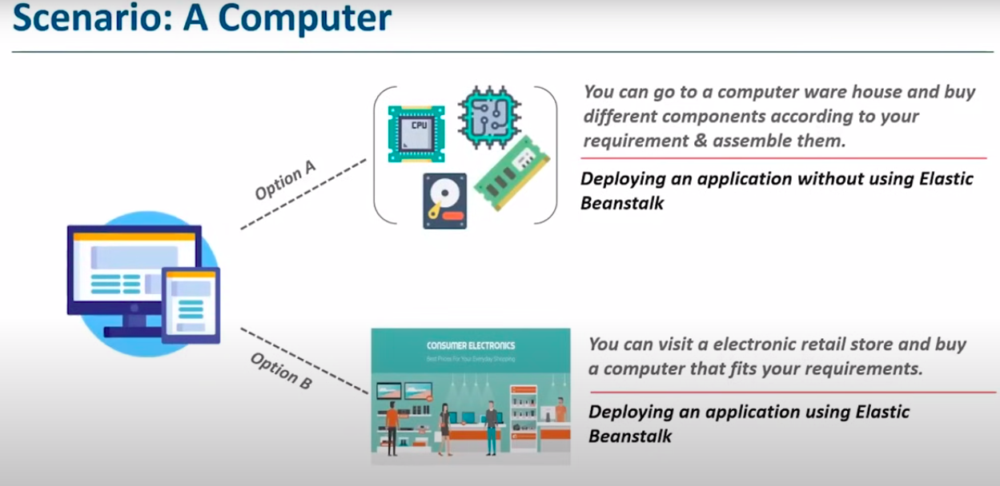 Scenario: A Computer
Option A
CPU
You can go to a computer ware house and buy
different components according to your
requirement & assemble them.
Deploying an application without using Elastic
Beanstalk
Option B
CONSUMER ELECTRONICS
Best Prices For Your Everyday Shopping
You can visit a electronic retail store and buy
a computer that fits your requirements.
Deploying an application using Elastic
Beanstalk